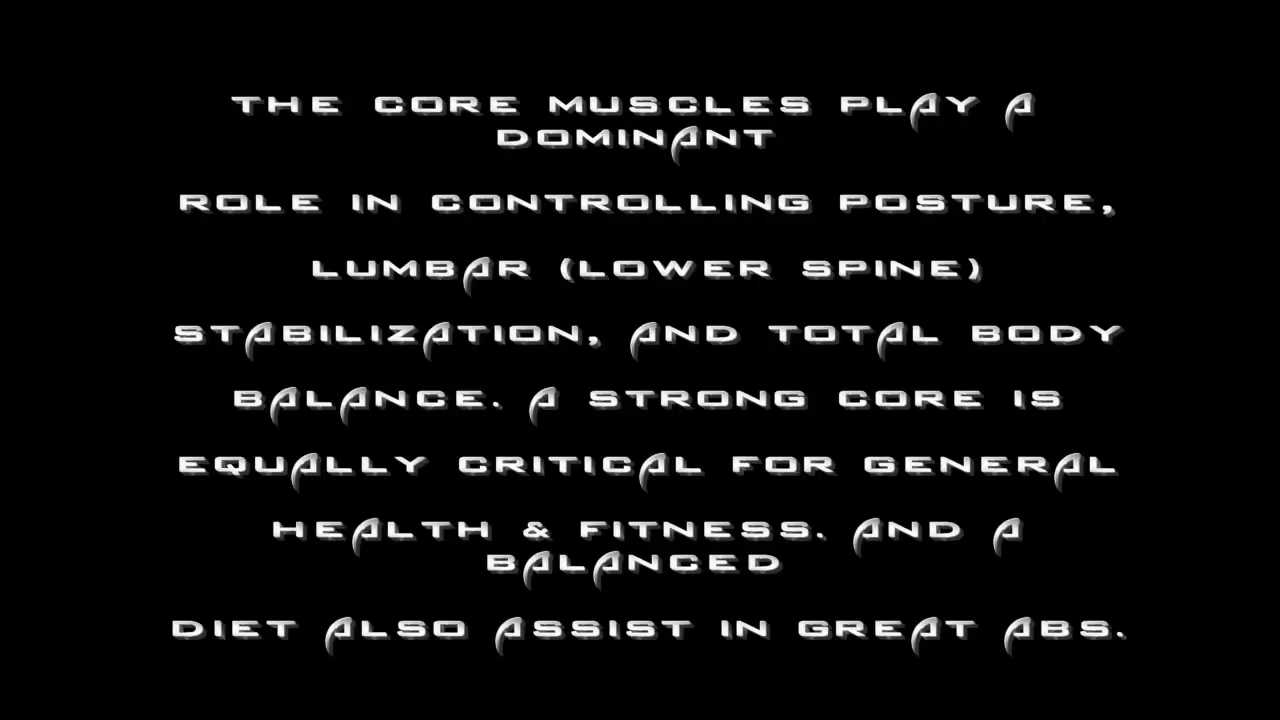 THE CORE MUSCLES PLAY A
DOMINANT
ROLE IN CONTROLLING POSTURE,
LUMBAR (LOWER SPINE)
STABILIZATION, AND TOTAL BODY
BALANCE. A STRONG CORE IS
EQUALLY CRITICAL FOR GENERAL
HEALTH & FITNESS. AND A
BALANCED
DIET ALSO ASSIST IN GREAT ABS.